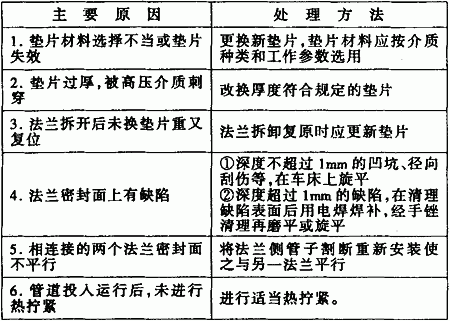 主要原因
处理方法
1. 垫片材料选择不当或垫片
失效
更换新垫片,垫片材料应按介质
种类和工作参数选用
2. 垫片过厚,被高压介质刺
穿
改换厚度符合规定的垫片
3. 法兰拆开后未换垫片重又
复位
法兰拆卸复原时应更新垫片
4. 法兰密封面上有缺陷
①深度不超过1mm的凹坑、径向
刮伤等,在车床上旋平
②深度超过1mm的缺陷,在清理
缺陷表面后用电焊焊补,经手锉
清理再磨平或旋平
5. 相连接的两个法兰密封面
不平行
将法兰侧管子割断重新安装使
之与另一法兰平行
6. 管道投入运行后,未进行
热拧紧
进行适当热拧紧。